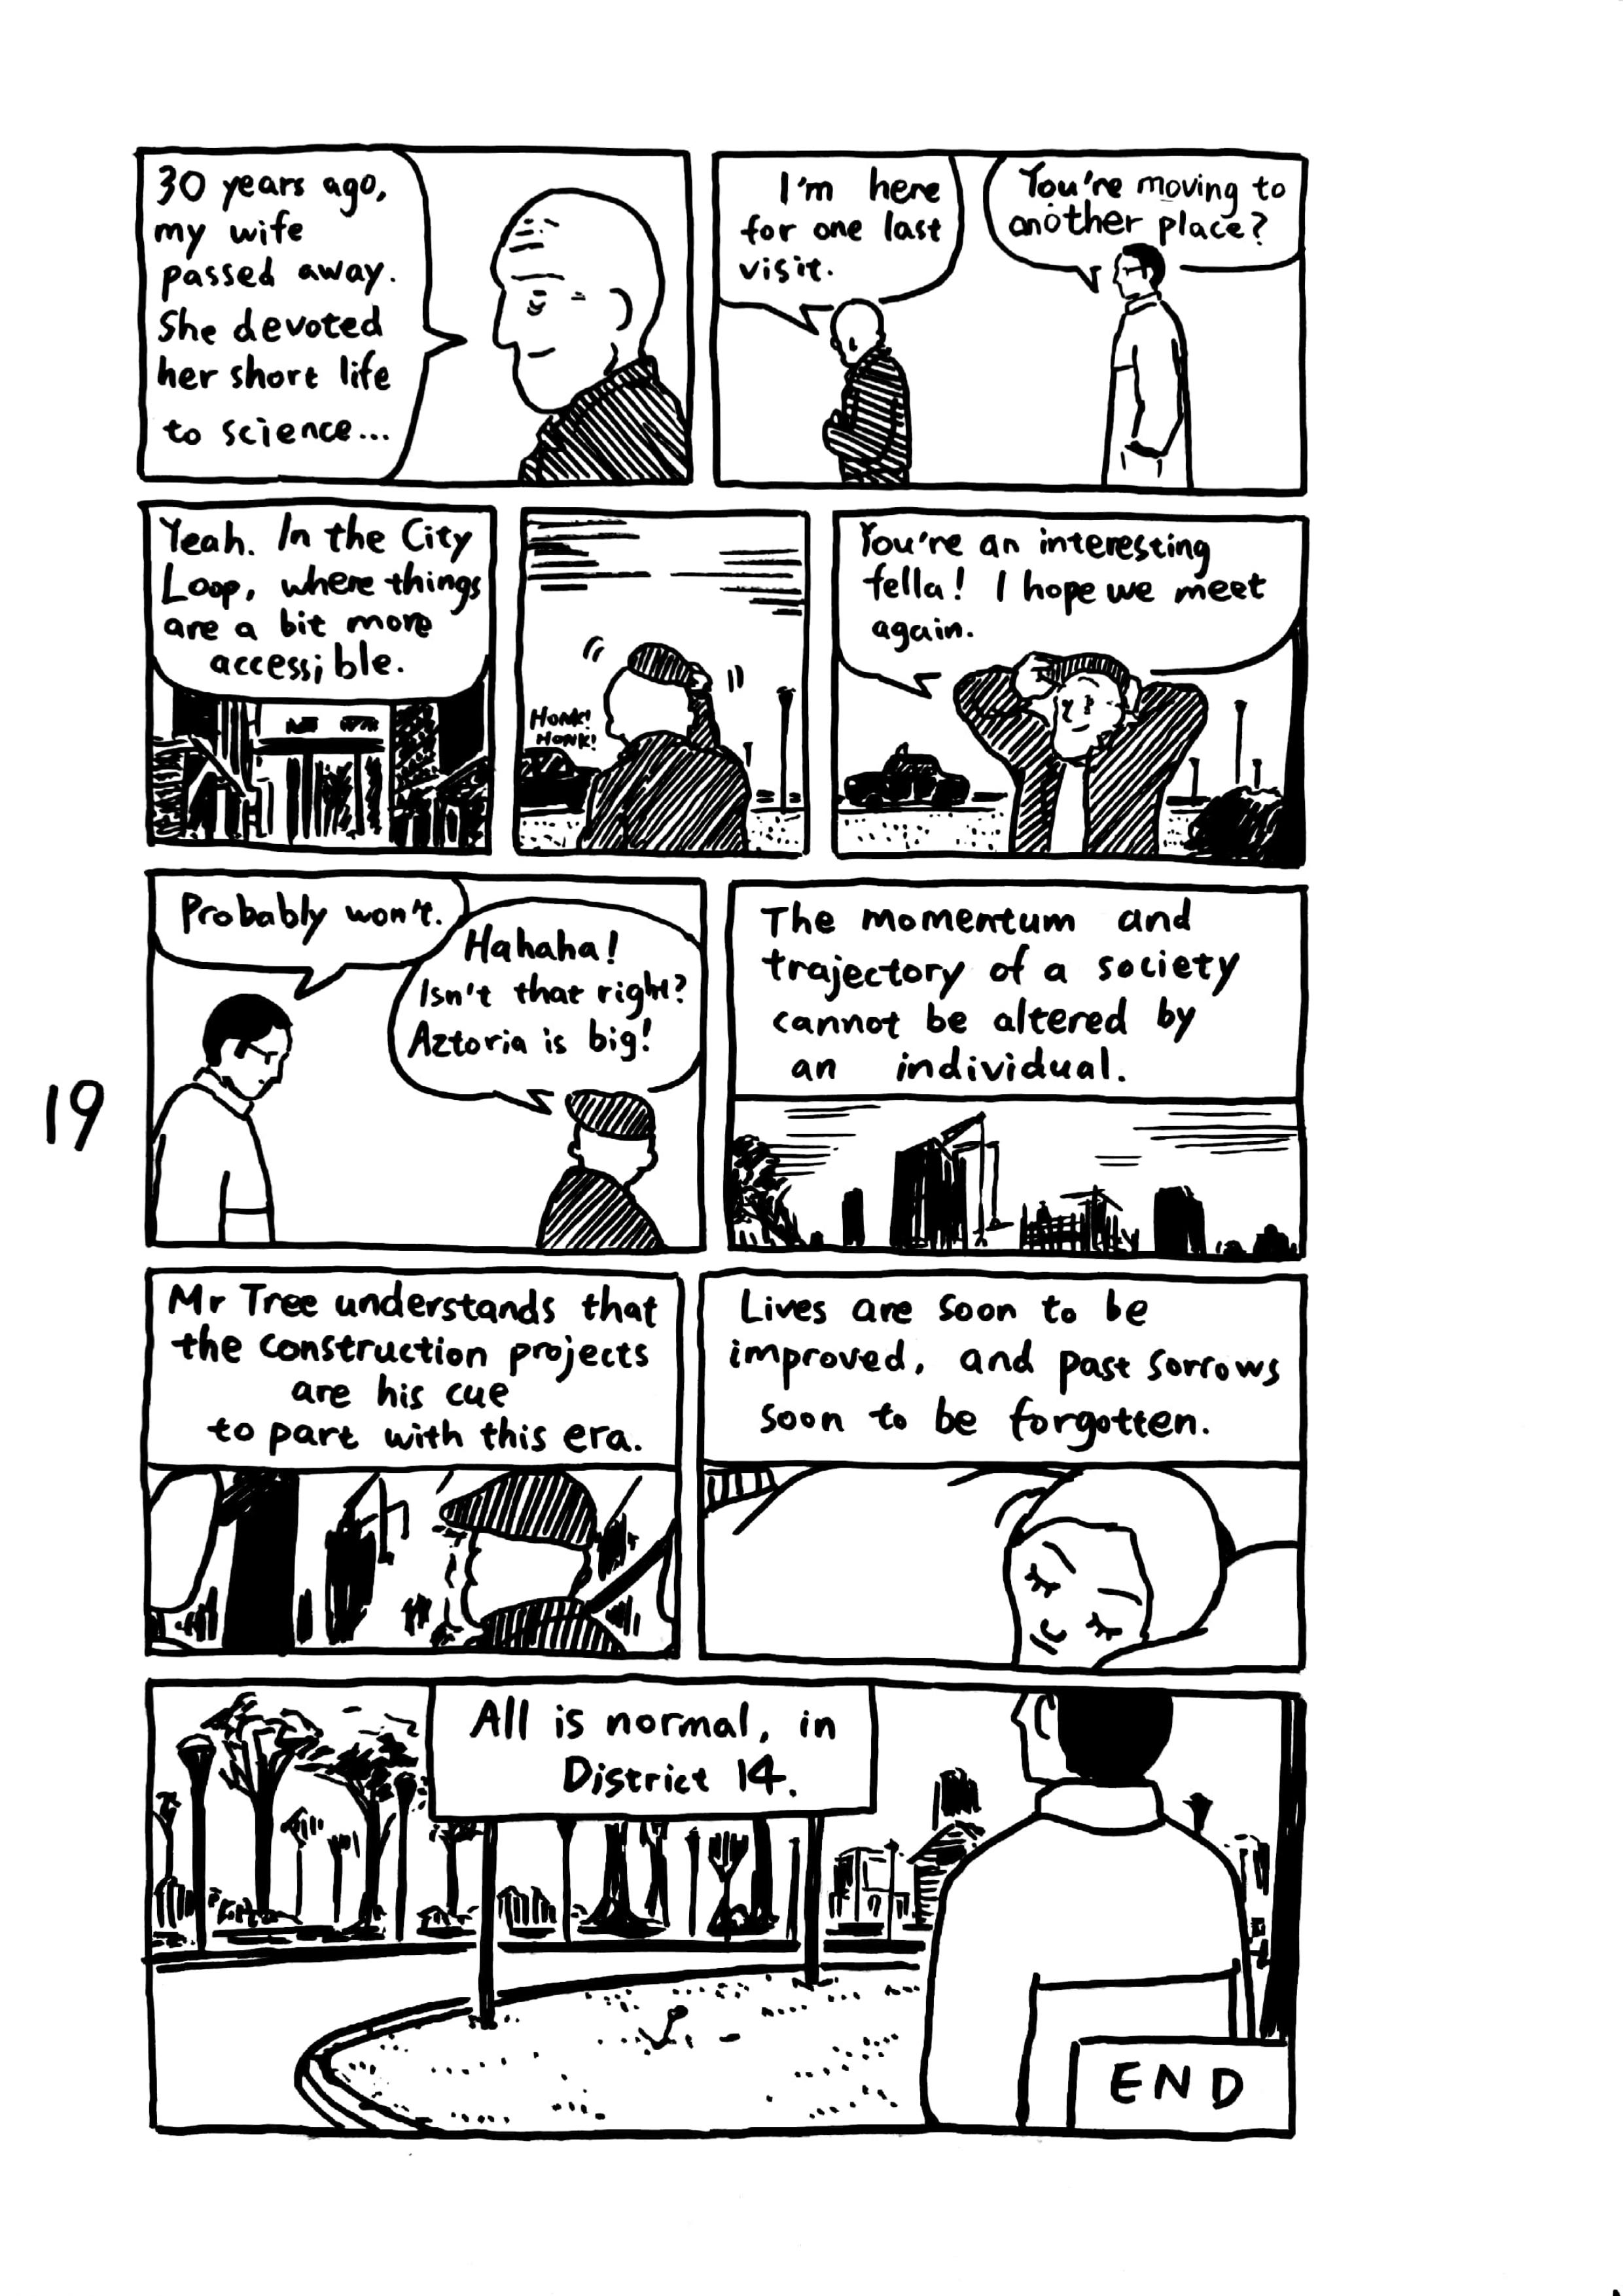 30 years ago,
my wife
passed away.
She devoted
her short life
to science...
I'm here
for one last
visit.
You're moving to
another place?
Yeah. In the City
Loop, where things
are a bit more
accessible.
HONK!
HONK!
You're an interesting
fella! I hope we meet
again.
Probably won't.
Hahaha!
Isn't that right?
Aztoria is big!
The momentum and
trajectory of a society
cannot be altered by
an individual.
19
Mr Tree understands that
the construction projects
are his cue
to part with this era.
Lives are soon to be
improved, and past sorrows
soon to be forgotten.
All is normal, in
District 14.
END